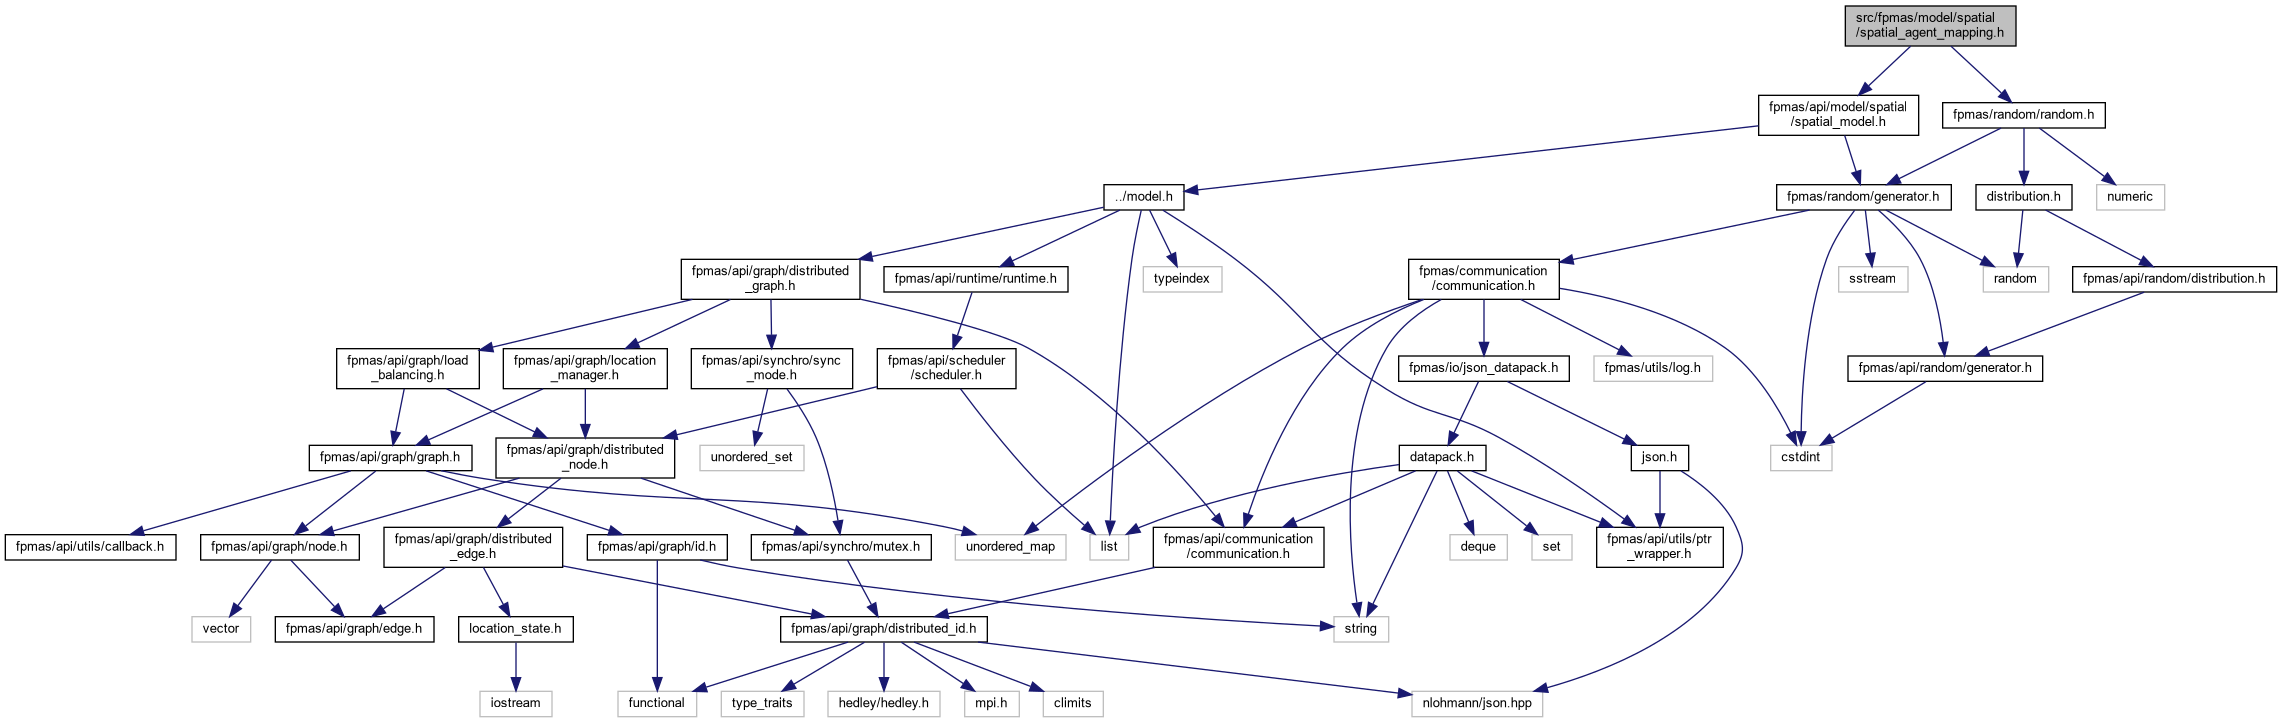 src/fpmas/model/spatial
/spatial_agent_mapping.h
fpmas/api/model/spatial
/spatial_model.h
fpmas/random/random.h
../model.h
fpmas/random/generator.h
distribution.h
numeric
fpmas/api/graph/distributed
_graph.h
fpmas/api/runtime/runtime.h
typeindex
fpmas/communication
/communication.h
sstream
random
fpmas/api/random/distribution.h
fpmas/api/graph/load
_balancing.h
fpmas/api/graph/location
_manager.h
fpmas/api/synchro/sync
_mode.h
fpmas/api/scheduler
/scheduler.h
fpmas/io/json_datapack.h
fpmas/utils/log.h
fpmas/api/random/generator.h
fpmas/api/graph/graph.h
fpmas/api/graph/distributed
_node.h
unordered_set
datapack.h
json.h
cstdint
fpmas/api/utils/callback.h
fpmas/api/graph/node.h
fpmas/api/graph/distributed
_edge.h
fpmas/api/graph/id.h
fpmas/api/synchro/mutex.h
unordered_map
list
fpmas/api/communication
/communication.h
deque
set
fpmas/api/utils/ptr
_wrapper.h
vector
fpmas/api/graph/edge.h
location_state.h
fpmas/api/graph/distributed_id.h
string
iostream
functional
type_traits
hedley/hedley.h
mpi.h
climits
nlohmann/json.hpp